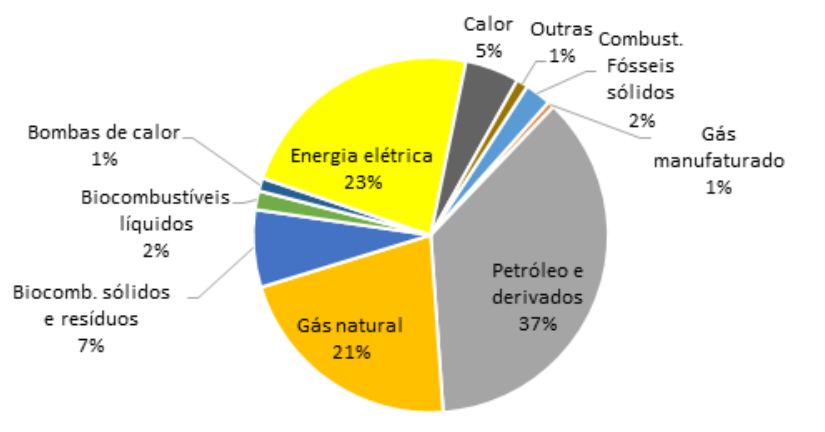 Calor
5%
Outras
1%
Combust.
Fósseis
sólidos
2%
Gás
manufaturado
1%
Petróleo e
derivados
37%
Gás natural
21%
Biocomb. sólidos
e resíduos
7%
Biocombustíveis
líquidos
2%
Bombas de calor
1%
Energia elétrica
23%